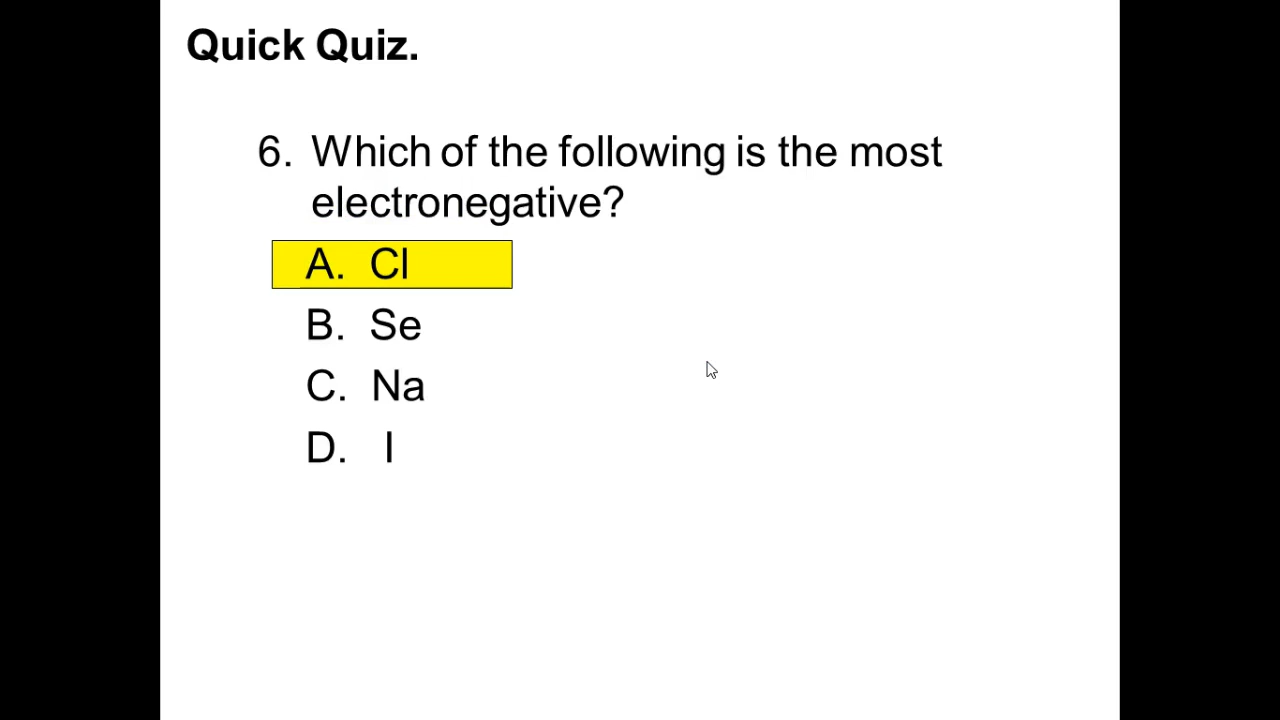 Quick Quiz.
6. Which of the following is the most
electronegative?
A. Cl
B. Se
C. Na
D. I